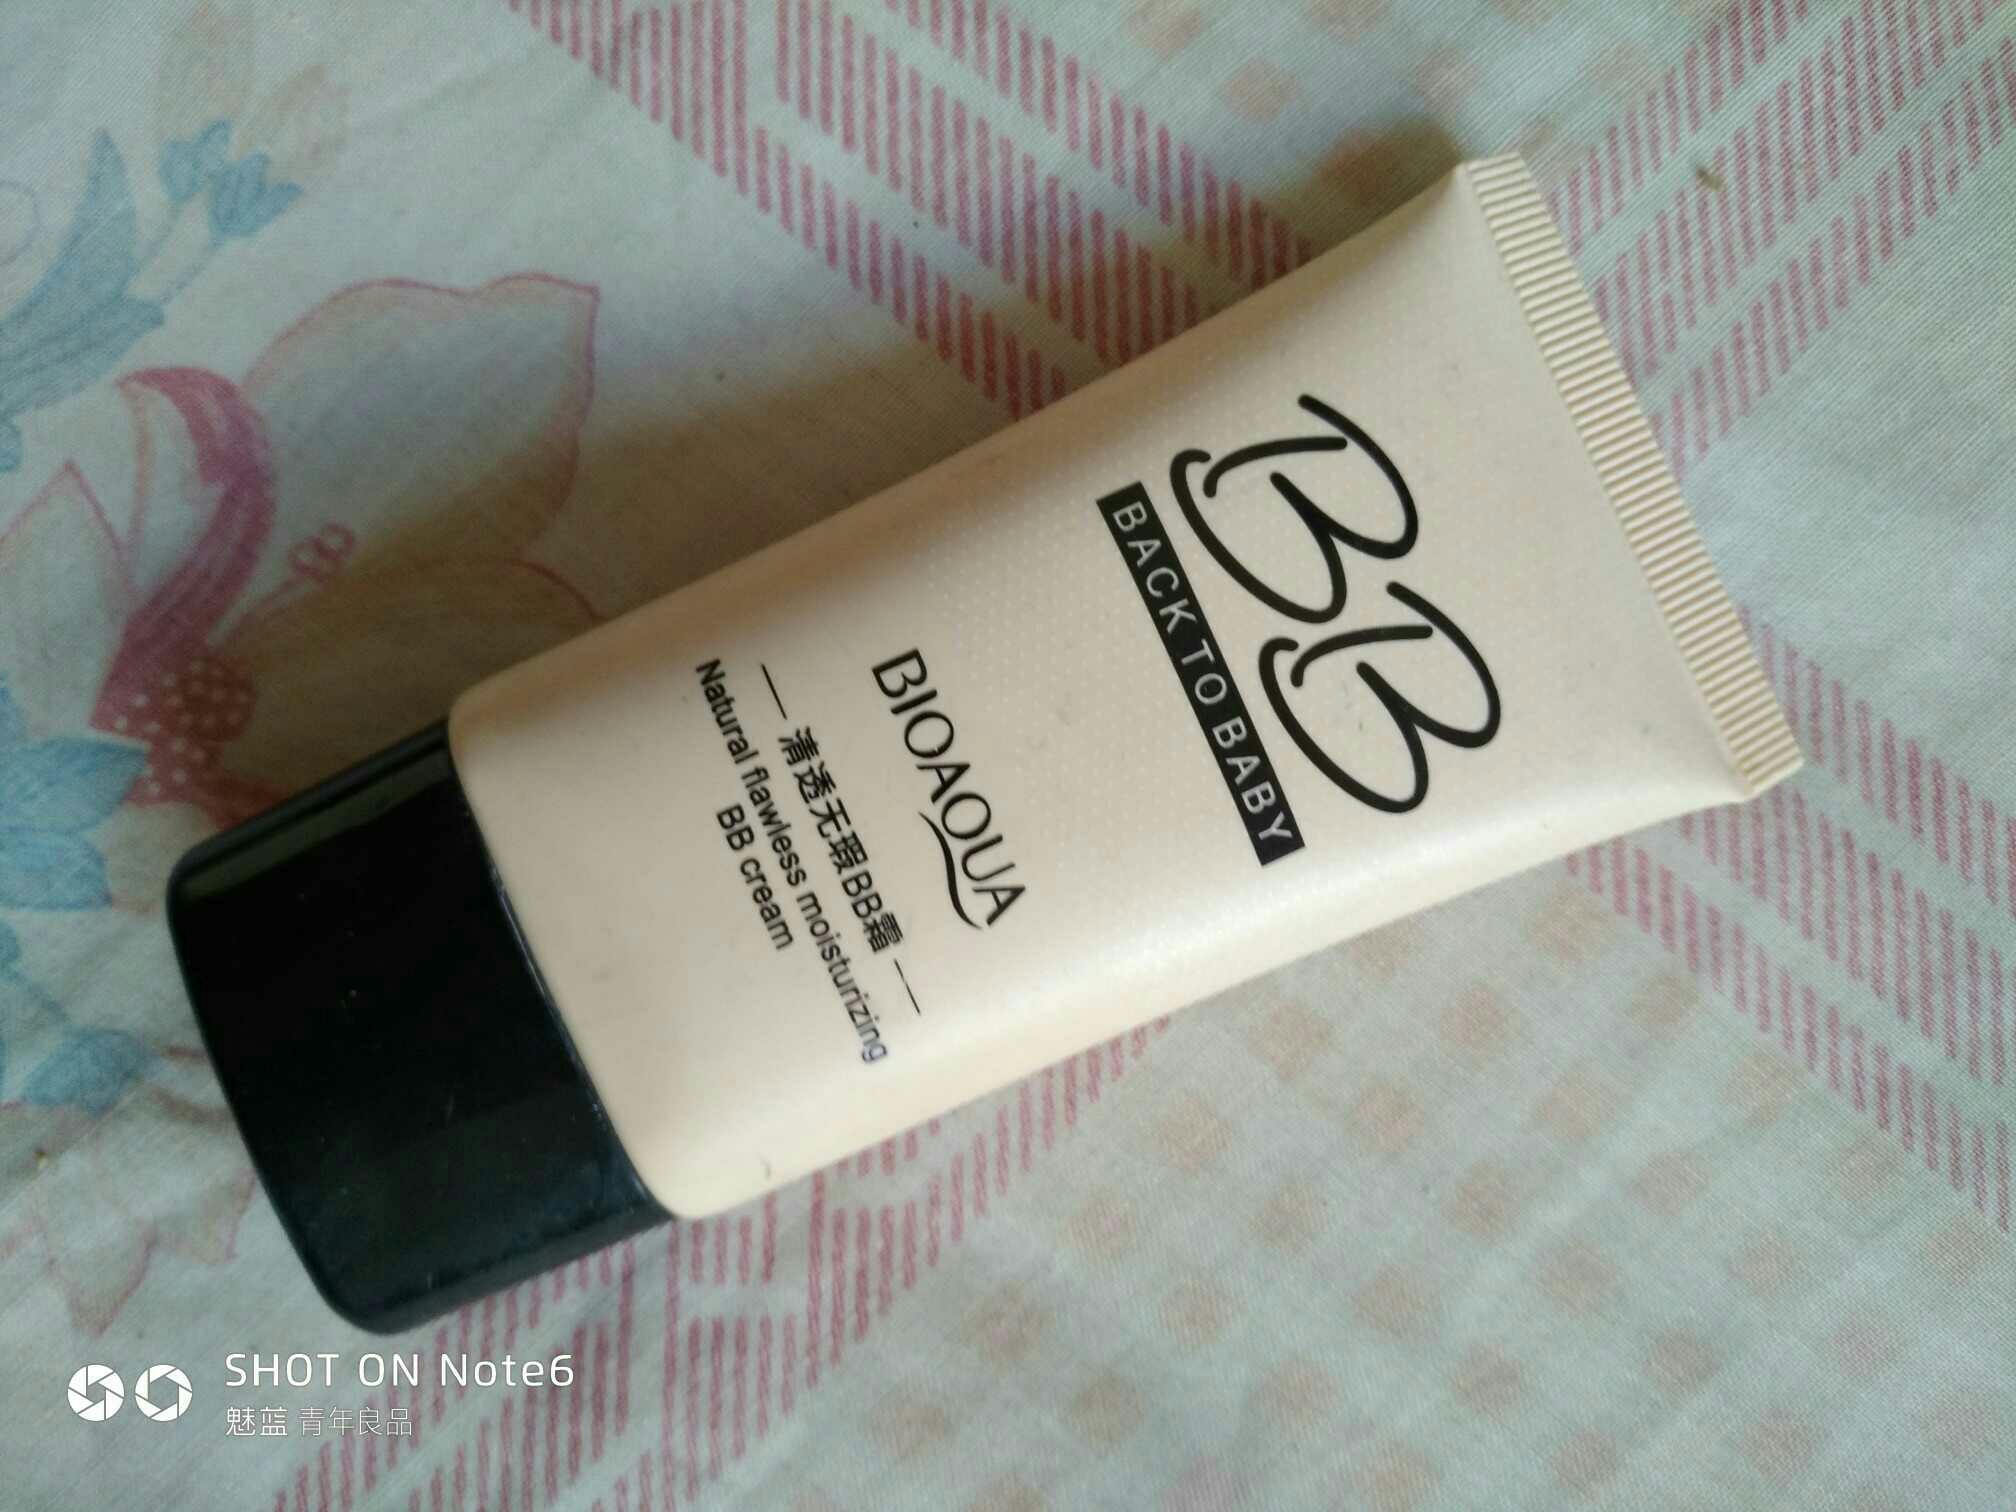 BB
BACK TO BABY
BIOAQUA
清透无瑕BB霜
Natural flawless moisturizing
BB cream
SHOT ON Note6
魅蓝 青年良品